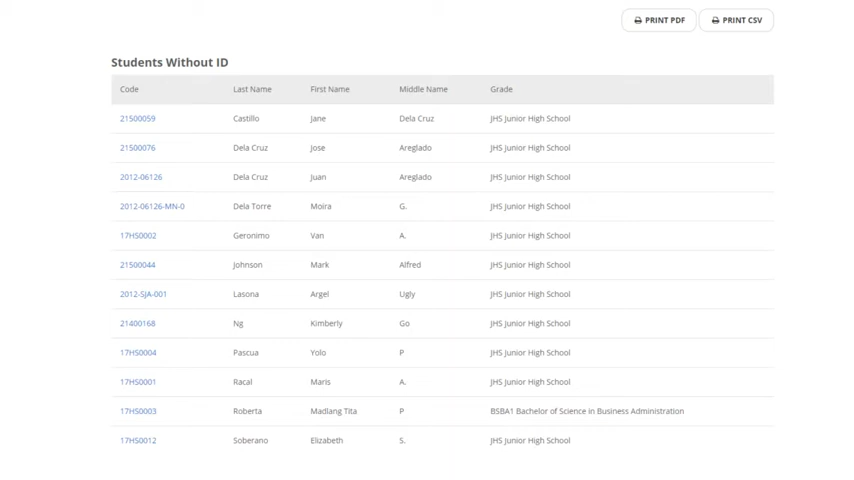 PRINT PDF PRINT CSV
Students Without ID
Code Last Name First Name Middle Name Grade
21500059 Castillo Jane Dela Cruz JHS Junior High School
21500076 Dela Cruz Jose Areglado JHS Junior High School
2012-06126 Dela Cruz Juan Areglado JHS Junior High School
2012-06126-MN-0 Dela Torre Moira G. JHS Junior High School
17HS0002 Geronimo Van A. JHS Junior High School
21500044 Johnson Mark Alfred JHS Junior High School
2012-SJA-001 Lasona Argel Ugly JHS Junior High School
21400168 Ng Kimberly Go JHS Junior High School
17HS0004 Pascua Yolo P JHS Junior High School
17HS0001 Racal Maris A. JHS Junior High School
17HS0003 Roberta Madlang Tita P BSBA1 Bachelor of Science in Business Administration
17HS0012 Soberano Elizabeth S. JHS Junior High School